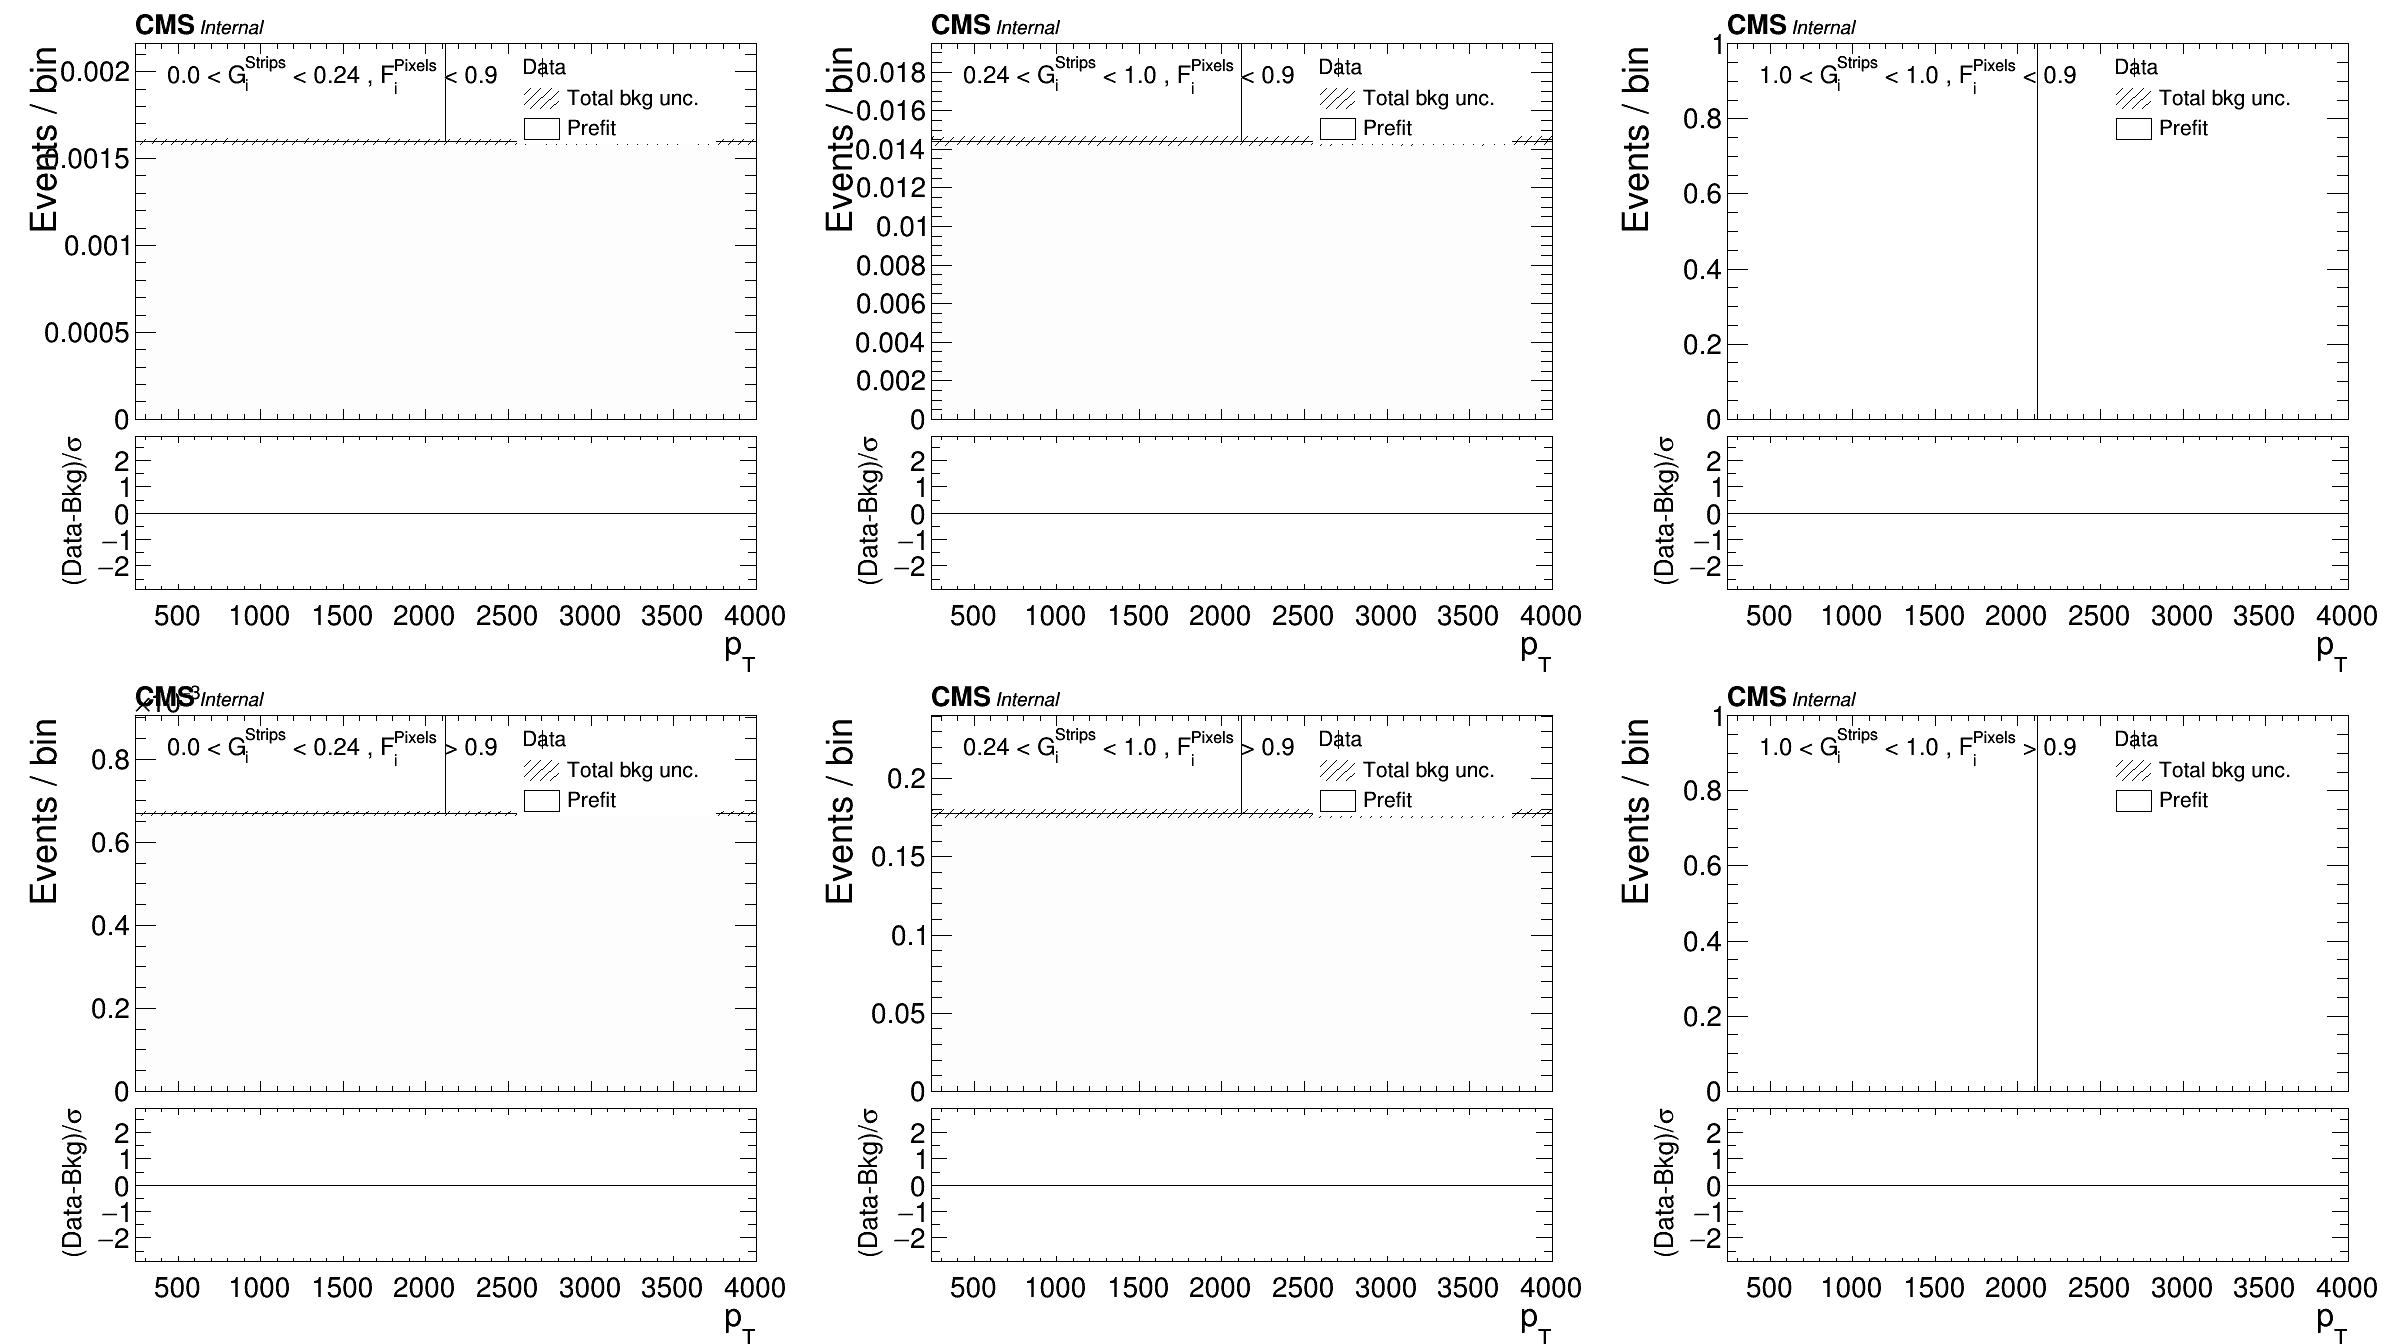 CMS Internal
Events / bin
0.0 < G_i^Strips < 0.24 , F_i^Pixels < 0.9
Data
Total bkg unc.
Prefit
0.002
0.0015
0.001
0.0005
0
(Data-Bkg)/σ
2
1
0
−1
−2
500 1000 1500 2000 2500 3000 3500 4000
p_T
CMS Internal
Events / bin
0.24 < G_i^Strips < 1.0 , F_i^Pixels < 0.9
Data
Total bkg unc.
Prefit
0.018
0.016
0.014
0.012
0.01
0.008
0.006
0.004
0.002
0
(Data-Bkg)/σ
2
1
0
−1
−2
500 1000 1500 2000 2500 3000 3500 4000
p_T
CMS Internal
Events / bin
1.0 < G_i^Strips < 1.0 , F_i^Pixels < 0.9
Data
Total bkg unc.
Prefit
1
0.8
0.6
0.4
0.2
0
(Data-Bkg)/σ
2
1
0
−1
−2
500 1000 1500 2000 2500 3000 3500 4000
p_T
CMS Internal
×10^−3
Events / bin
0.0 < G_i^Strips < 0.24 , F_i^Pixels > 0.9
Data
Total bkg unc.
Prefit
0.8
0.6
0.4
0.2
0
(Data-Bkg)/σ
2
1
0
−1
−2
500 1000 1500 2000 2500 3000 3500 4000
p_T
CMS Internal
Events / bin
0.24 < G_i^Strips < 1.0 , F_i^Pixels > 0.9
Data
Total bkg unc.
Prefit
0.2
0.15
0.1
0.05
0
(Data-Bkg)/σ
2
1
0
−1
−2
500 1000 1500 2000 2500 3000 3500 4000
p_T
CMS Internal
Events / bin
1.0 < G_i^Strips < 1.0 , F_i^Pixels > 0.9
Data
Total bkg unc.
Prefit
1
0.8
0.6
0.4
0.2
0
(Data-Bkg)/σ
2
1
0
−1
−2
500 1000 1500 2000 2500 3000 3500 4000
p_T